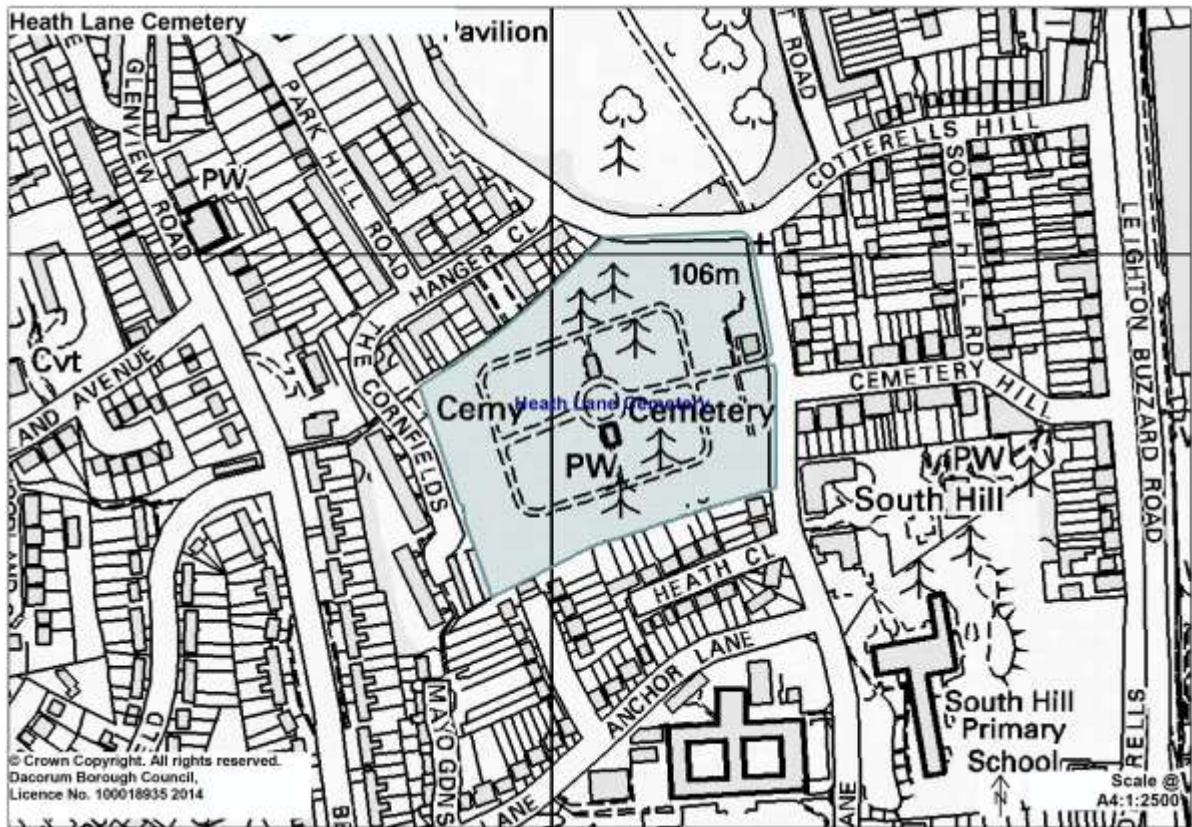 Heath Lane Cemetery
Pavilion
GLENVIEW ROAD
PARK HILL ROAD
ROAD
COTTERELLS HILL
SOUTH HILL RD
LEIGHTON BUZZARD ROAD
PW
HANGER CL
106m
THE CORNFIELDS
Cvt
AND AVENUE
CEMETERY HILL
Cemy
Heath Lane Cemetery
Cemetery
PW
PW
South Hill
HEATH CL
ANCHOR LANE
MAYO GDNS
LANE
LANE
South Hill
Primary
School
© Crown Copyright. All rights reserved.
Dacorum Borough Council,
Licence No. 100018935 2014
N
Scale @
A4:1:2500